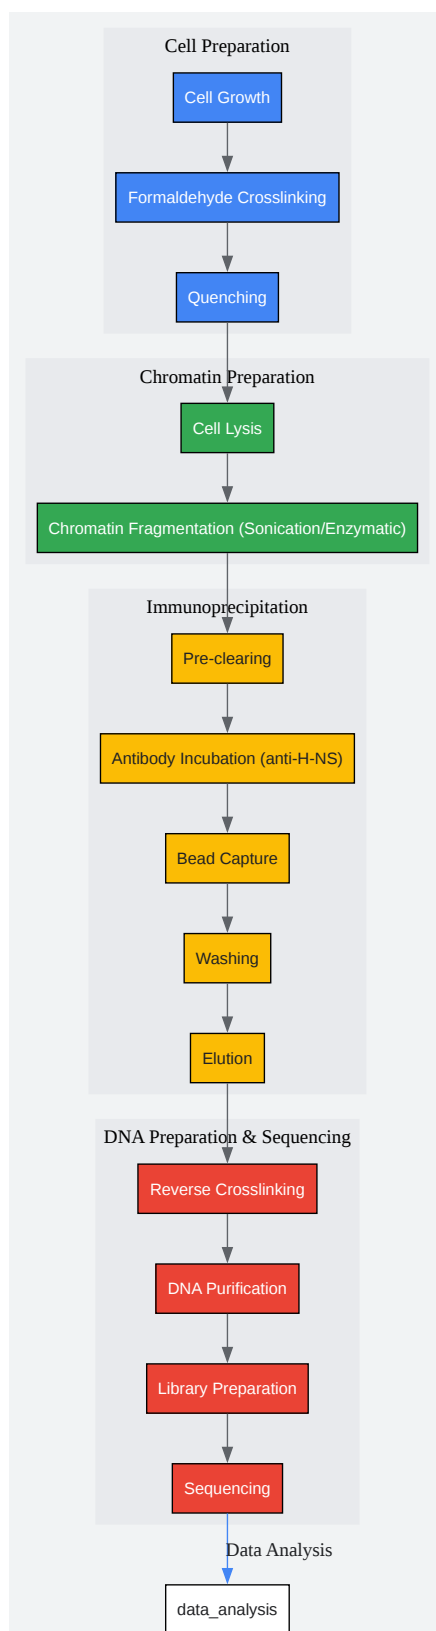 Cell Preparation
Cell Growth
Formaldehyde Crosslinking
Quenching
Chromatin Preparation
Cell Lysis
Chromatin Fragmentation (Sonication/Enzymatic)
Immunoprecipitation
Pre-clearing
Antibody Incubation (anti-H-NS)
Bead Capture
Washing
Elution
DNA Preparation & Sequencing
Reverse Crosslinking
DNA Purification
Library Preparation
Sequencing
Data Analysis
data_analysis